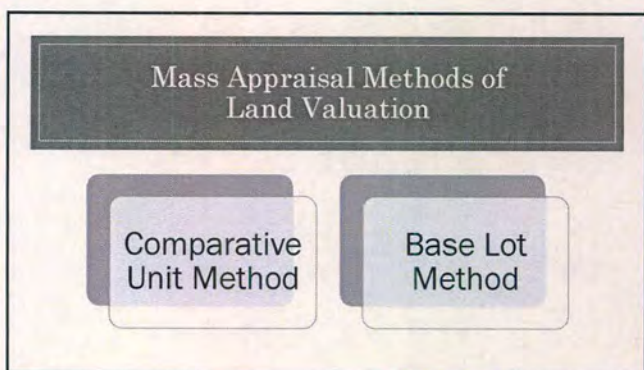 Mass Appraisal Methods of
Land Valuation
Comparative
Unit Method
Base Lot
Method